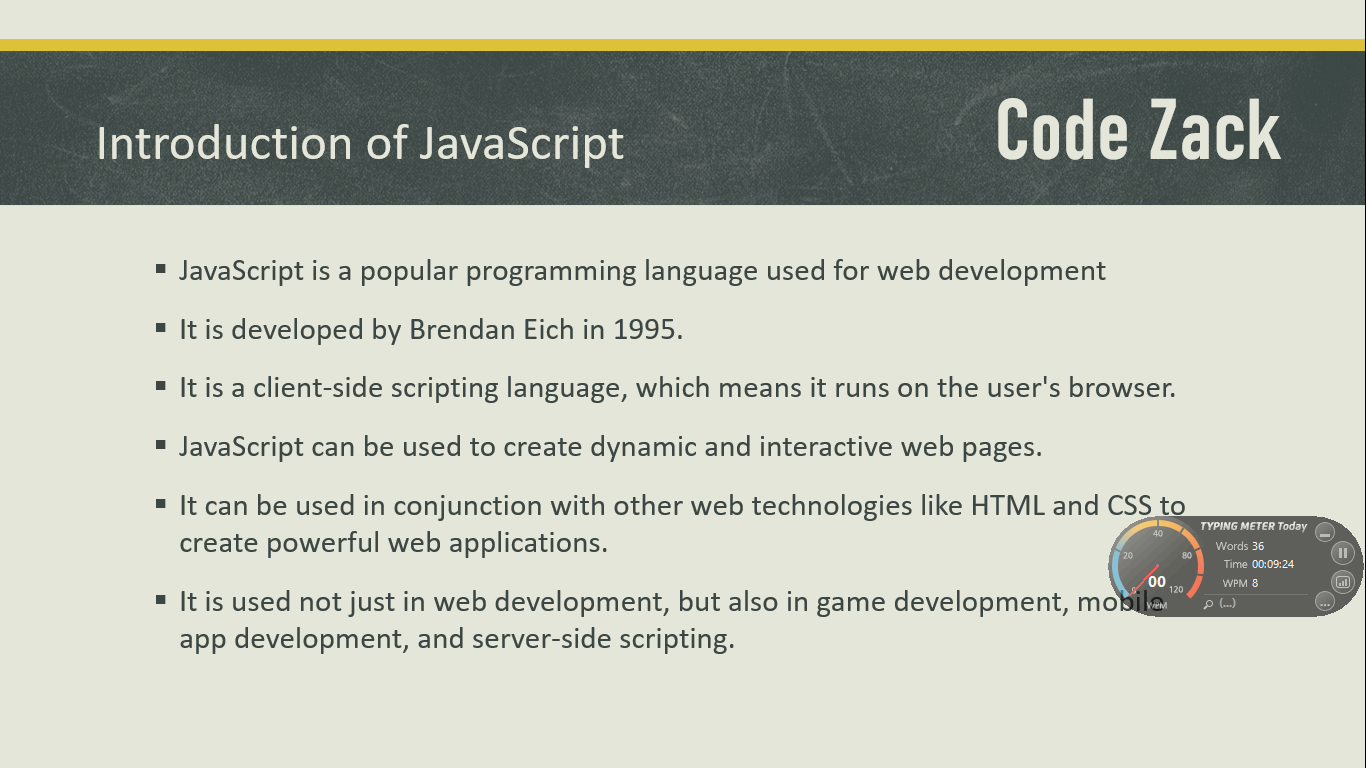 Introduction of JavaScript
Code Zack
▪ JavaScript is a popular programming language used for web development
▪ It is developed by Brendan Eich in 1995.
▪ It is a client-side scripting language, which means it runs on the user's browser.
▪ JavaScript can be used to create dynamic and interactive web pages.
▪ It can be used in conjunction with other web technologies like HTML and CSS to
create powerful web applications.
▪ It is used not just in web development, but also in game development, mobile
app development, and server-side scripting.
TYPING METER Today
Words 36
Time 00:09:24
WPM 8
(...)
0
20
40
80
120
00
WPM